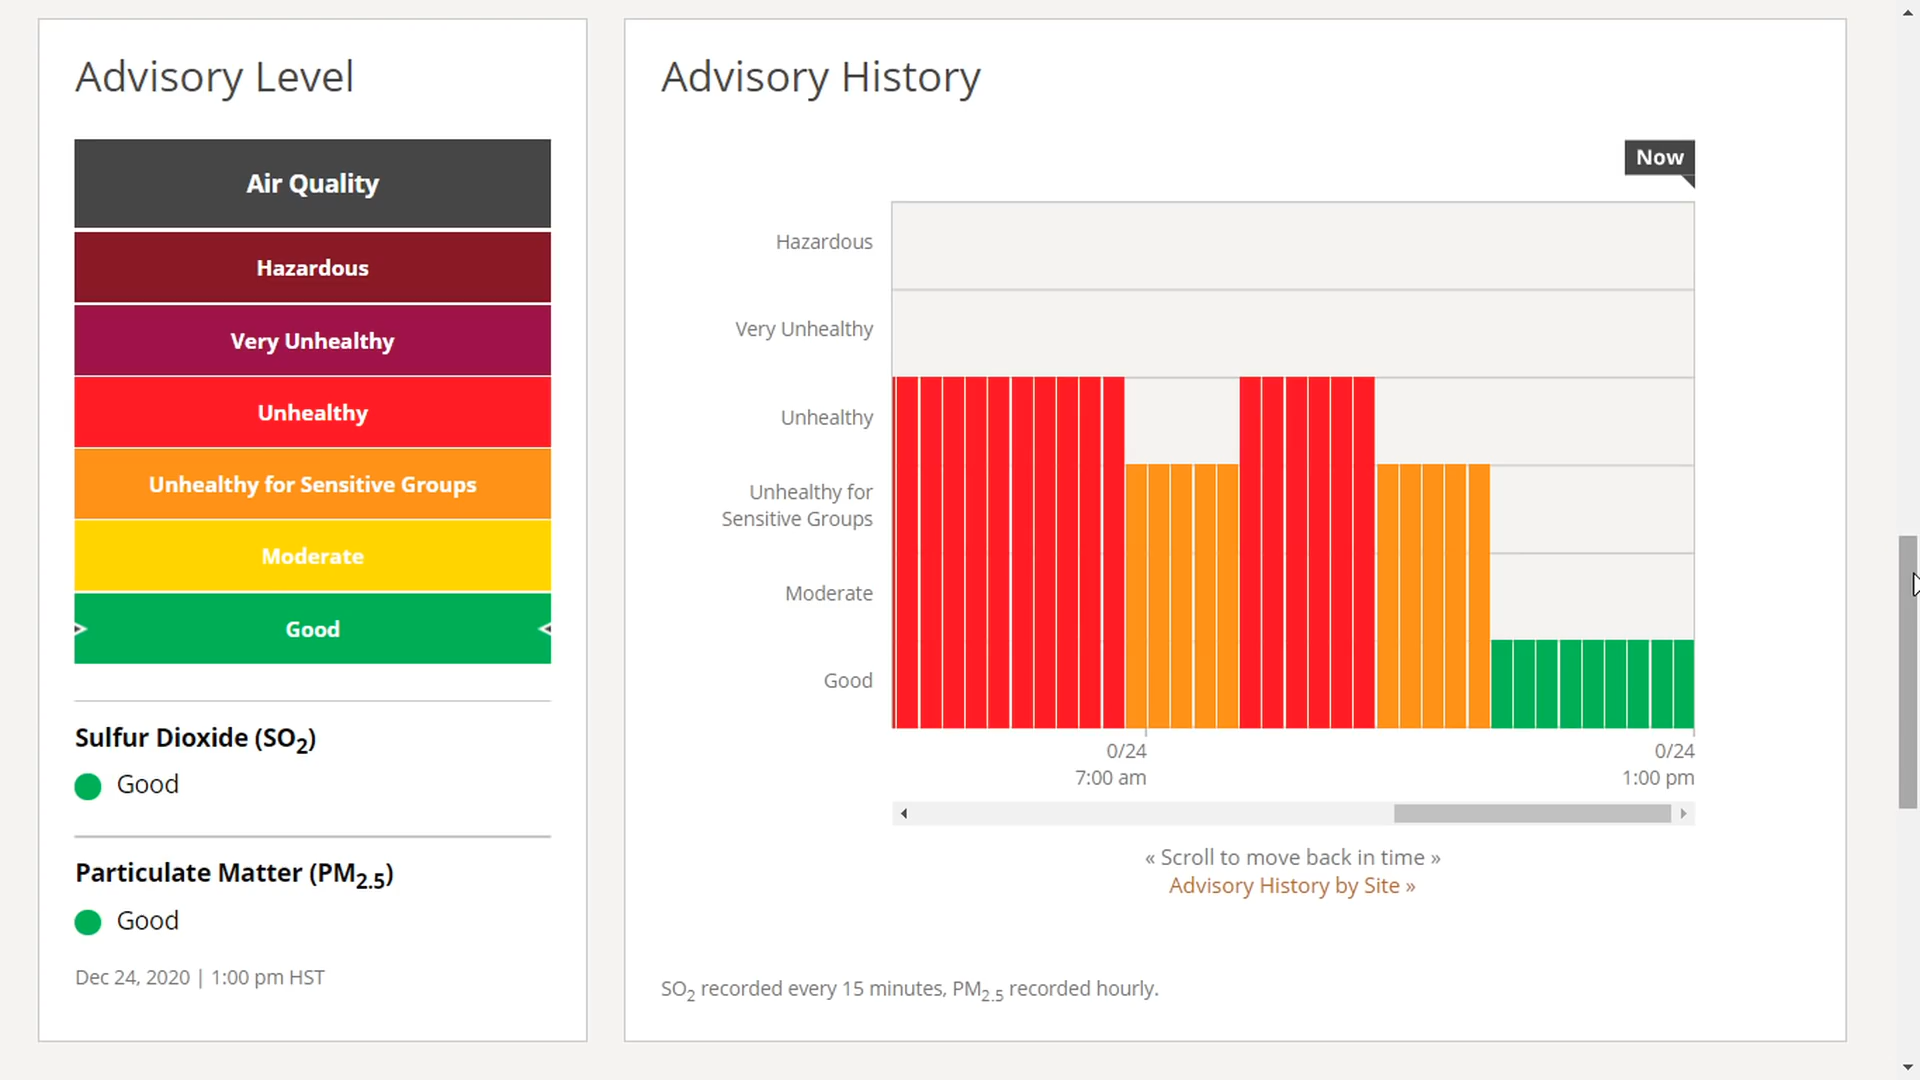 Advisory Level
Air Quality
Hazardous
Very Unhealthy
Unhealthy
Unhealthy for Sensitive Groups
Moderate
Good
Sulfur Dioxide (SO2)
Good
Particulate Matter (PM2.5)
Good
Dec 24, 2020 | 1:00 pm HST
Advisory History
Now
Hazardous
Very Unhealthy
Unhealthy
Unhealthy for
Sensitive Groups
Moderate
Good
0/24
7:00 am
0/24
1:00 pm
« Scroll to move back in time »
Advisory History by Site »
SO2 recorded every 15 minutes, PM2.5 recorded hourly.